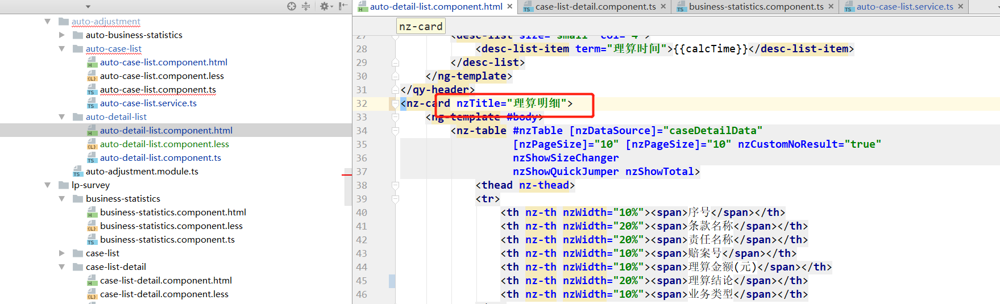 auto-detail-list.component.html
case-list-detail.component.ts
business-statistics.component.ts
auto-case-list.service.ts
auto-adjustment
auto-business-statistics
auto-case-list
auto-case-list.component.html
auto-case-list.component.less
auto-case-list.component.ts
auto-case-list.service.ts
auto-detail-list
auto-detail-list.component.html
auto-detail-list.component.less
auto-detail-list.component.ts
auto-adjustment.module.ts
lp-survey
business-statistics
business-statistics.component.html
business-statistics.component.less
business-statistics.component.ts
case-list
case-list-detail
case-list-detail.component.html
case-list-detail.component.less
nz-card
27 <desc-list size="small" col="4">
28 <desc-list-item term="理算时间">{{calcTime}}</desc-list-item>
29 </desc-list>
30 </ng-template>
31 </qy-header>
32 <nz-card nzTitle="理算明细">
33 <ng-template #body>
34 <nz-table #nzTable [nzDataSource]="caseDetailData"
35 [nzPageSize]="10" [nzPageSize]="10" nzCustomNoResult="true"
36 nzShowSizeChanger
37 nzShowQuickJumper nzShowTotal>
38 <thead nz-thead>
39 <tr>
40 <th nz-th nzWidth="10%"><span>序号</span></th>
41 <th nz-th nzWidth="20%"><span>条款名称</span></th>
42 <th nz-th nzWidth="20%"><span>责任名称</span></th>
43 <th nz-th nzWidth="10%"><span>赔案号</span></th>
44 <th nz-th nzWidth="10%"><span>理算金额(元)</span></th>
45 <th nz-th nzWidth="20%"><span>理算结论</span></th>
46 <th nz-th nzWidth="10%"><span>业务类型</span></th>